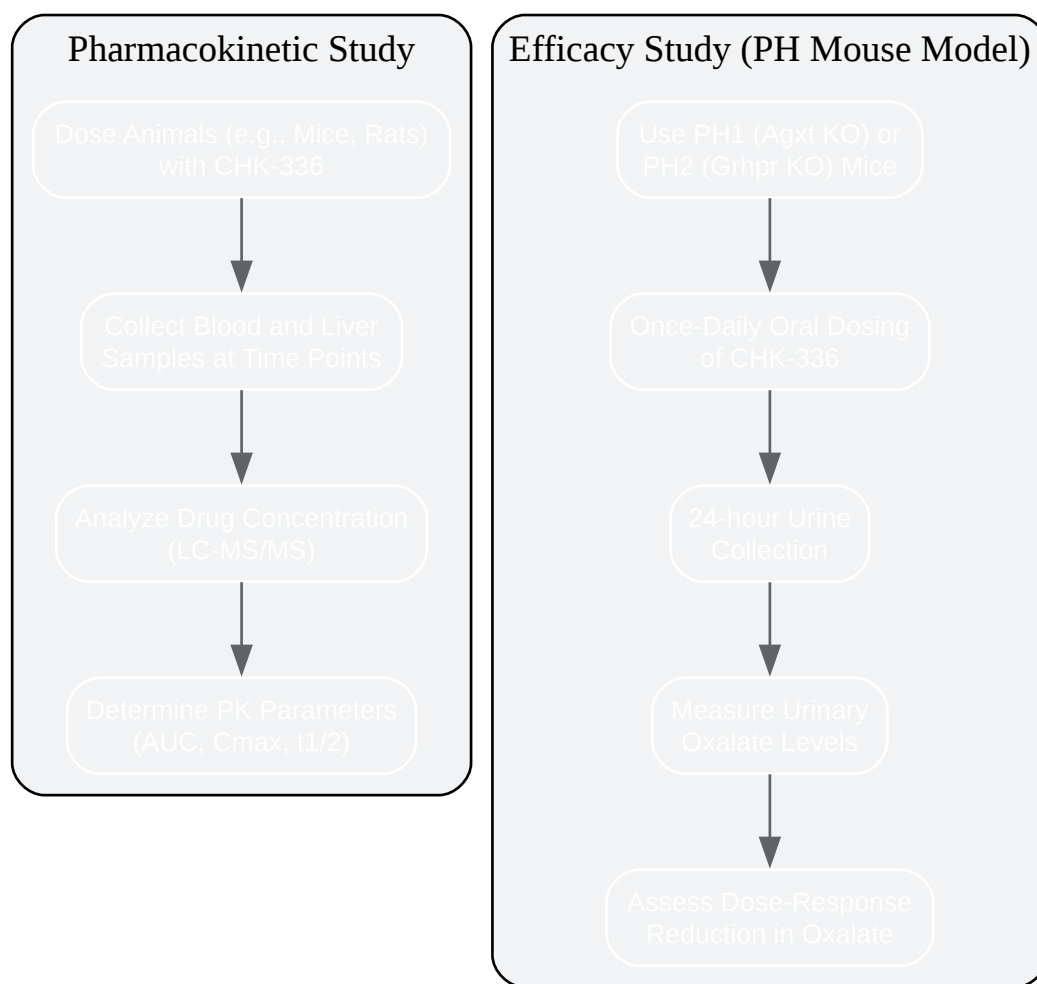 Pharmacokinetic Study
Dose Animals (e.g., Mice, Rats)
with CHK-336
Collect Blood and Liver
Samples at Time Points
Analyze Drug Concentration
(LC-MS/MS)
Determine PK Parameters
(AUC, Cmax, t1/2)
Efficacy Study (PH Mouse Model)
Use PH1 (Agxt KO) or
PH2 (Grhpr KO) Mice
Once-Daily Oral Dosing
of CHK-336
24-hour Urine
Collection
Measure Urinary
Oxalate Levels
Assess Dose-Response
Reduction in Oxalate